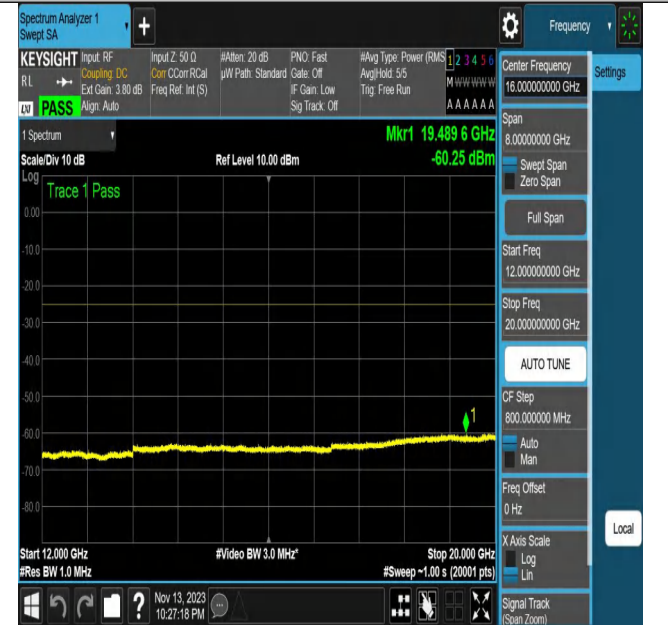 Spectrum Analyzer 1
Swept SA
+
Frequency
KEYSIGHT
RL
LXI PASS
Input: RF
Coupling: DC
Ext Gain: 3.80 dB
Align: Auto
Input Z: 50 Ω
Corr CCorr RCal
Freq Ref: Int (S)
#Atten: 20 dB
µW Path: Standard
PNO: Fast
Gate: Off
IF Gain: Low
Sig Track: Off
#Avg Type: Power (RMS
Avg|Hold: 5/5
Trig: Free Run
1 2 3 4 5 6
M W W W W W
A A A A A A
1 Spectrum
Scale/Div 10 dB
Ref Level 10.00 dBm
Mkr1 19.489 6 GHz
-60.25 dBm
Log
Trace 1 Pass
0.00
-10.0
-20.0
-30.0
-40.0
-50.0
-60.0
-70.0
-80.0
1
Start 12.000 GHz
#Video BW 3.0 MHz*
Stop 20.000 GHz
#Res BW 1.0 MHz
#Sweep ~1.00 s (20001 pts)
Center Frequency
16.000000000 GHz
Settings
Span
8.00000000 GHz
Swept Span
Zero Span
Full Span
Start Freq
12.000000000 GHz
Stop Freq
20.000000000 GHz
AUTO TUNE
CF Step
800.000000 MHz
Auto
Man
Freq Offset
0 Hz
X Axis Scale
Log
Lin
Local
Signal Track
(Span Zoom)
?
Nov 13, 2023
10:27:18 PM